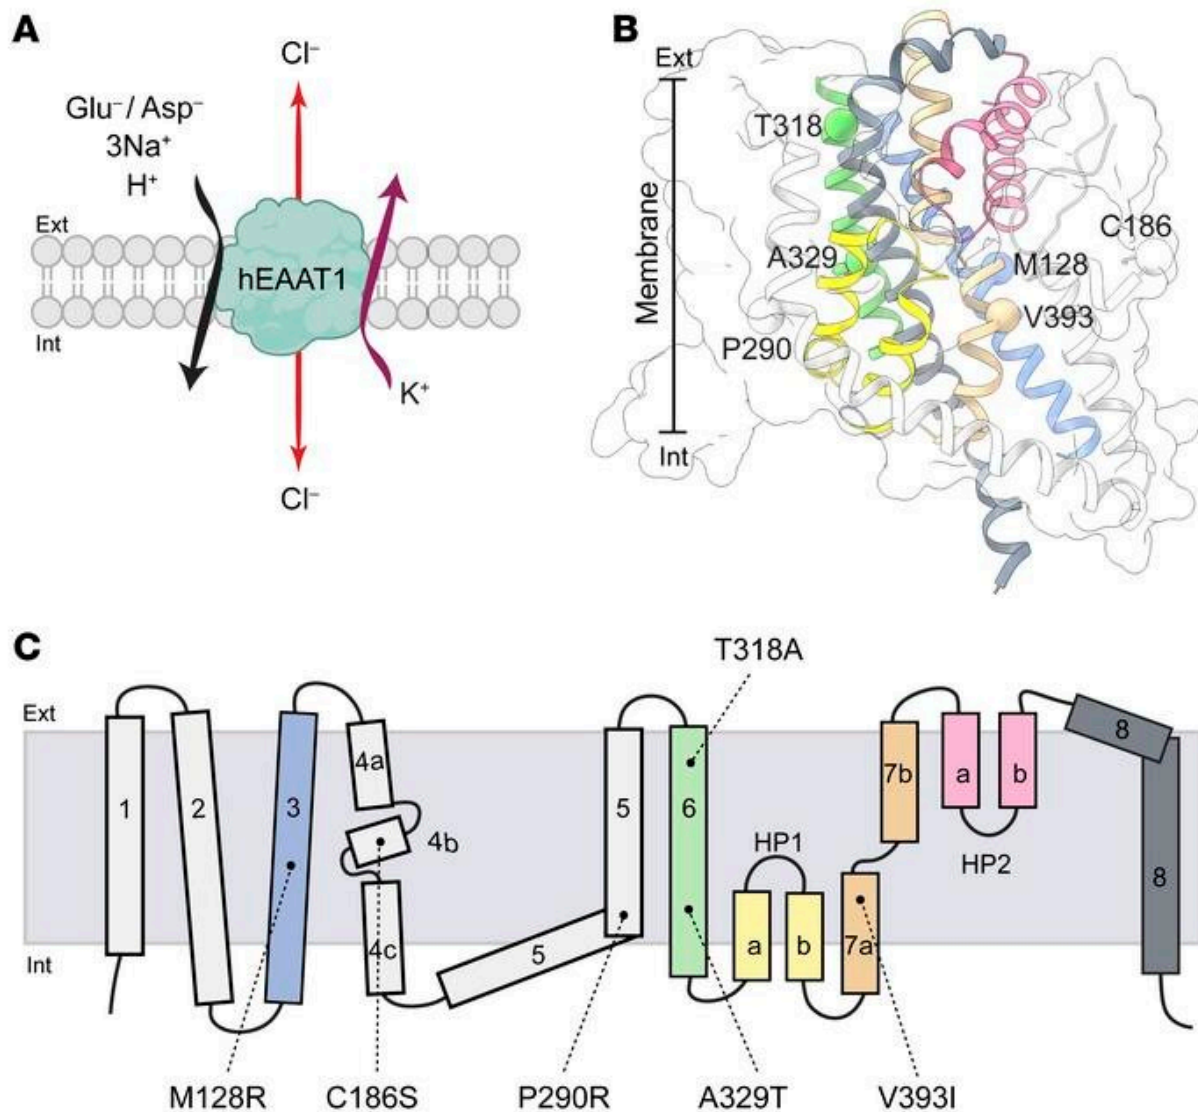 A
Cl⁻
Glu⁻ / Asp⁻
3Na⁺
H⁺
Ext
hEAAT1
Int
K⁺
Cl⁻
B
Ext
Membrane
Int
T318
A329
P290
C186
M128
V393
C
T318A
Ext
1
2
3
4a
4b
4c
5
5
6
HP1
a
b
7a
7b
a
b
HP2
8
8
Int
M128R
C186S
P290R
A329T
V393I